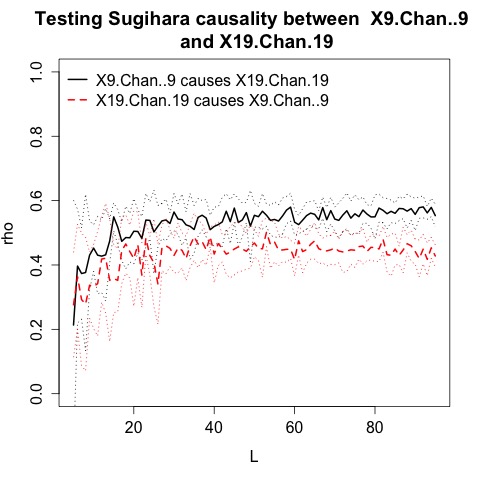 Testing Sugihara causality between  X9.Chan..9
and X19.Chan.19
X9.Chan..9 causes X19.Chan.19
X19.Chan.19 causes X9.Chan..9
rho
1.0
0.8
0.6
0.4
0.2
0.0
20 40 60 80
L